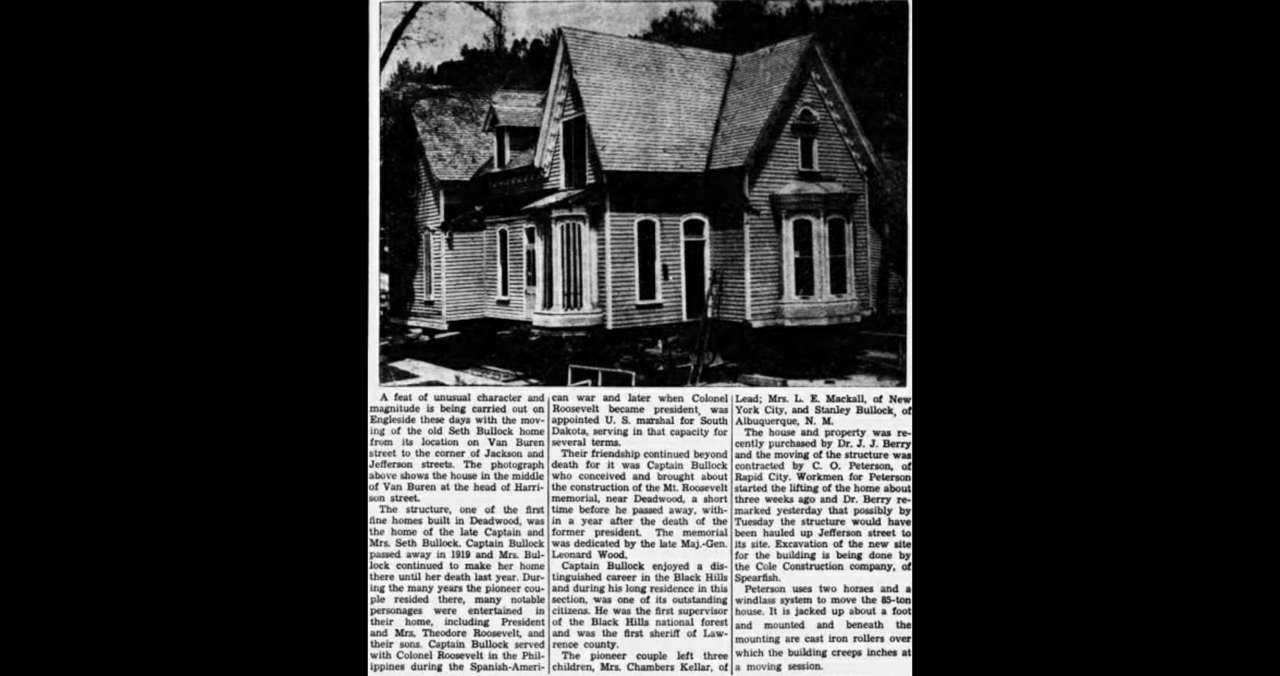 A feat of unusual character and
magnitude is being carried out on
Engleside these days with the mov-
ing of the old Seth Bullock home
from its location on Van Buren
street to the corner of Jackson and
Jefferson streets. The photograph
above shows the house in the middle
of Van Buren at the head of Harri-
son street.
The structure, one of the first
fine homes built in Deadwood, was
the home of the late Captain and
Mrs. Seth Bullock. Captain Bullock
passed away in 1919 and Mrs. Bul-
lock continued to make her home
there until her death last year. Dur-
ing the many years the pioneer cou-
ple resided there, many notable
personages were entertained in
their home, including President
and Mrs. Theodore Roosevelt, and
their sons. Captain Bullock served
with Colonel Roosevelt in the Phil-
ippines during the Spanish-Ameri-
can war and later when Colonel
Roosevelt became president, was
appointed U. S. marshal for South
Dakota, serving in that capacity for
several terms.
Their friendship continued beyond
death for it was Captain Bullock
who conceived and brought about
the construction of the Mt. Roosevelt
memorial, near Deadwood, a short
time before he passed away, with-
in a year after the death of the
former president. The memorial
was dedicated by the late Maj.-Gen.
Leonard Wood.
Captain Bullock enjoyed a dis-
tinguished career in the Black Hills
and during his long residence in this
section, was one of its outstanding
citizens. He was the first supervisor
of the Black Hills national forest
and was the first sheriff of Law-
rence county.
The pioneer couple left three
children, Mrs. Chambers Kellar, of
Lead; Mrs. L. E. Mackall, of New
York City, and Stanley Bullock, of
Albuquerque, N. M.
The house and property was re-
cently purchased by Dr. J. J. Berry
and the moving of the structure was
contracted by C. O. Peterson, of
Rapid City. Workmen for Peterson
started the lifting of the home about
three weeks ago and Dr. Berry re-
marked yesterday that possibly by
Tuesday the structure would have
been hauled up Jefferson street to
its site. Excavation of the new site
for the building is being done by
the Cole Construction company, of
Spearfish.
Peterson uses two horses and a
windlass system to move the 85-ton
house. It is jacked up about a foot
and mounted and beneath the
mounting are cast iron rollers over
which the building creeps inches at
a moving session.